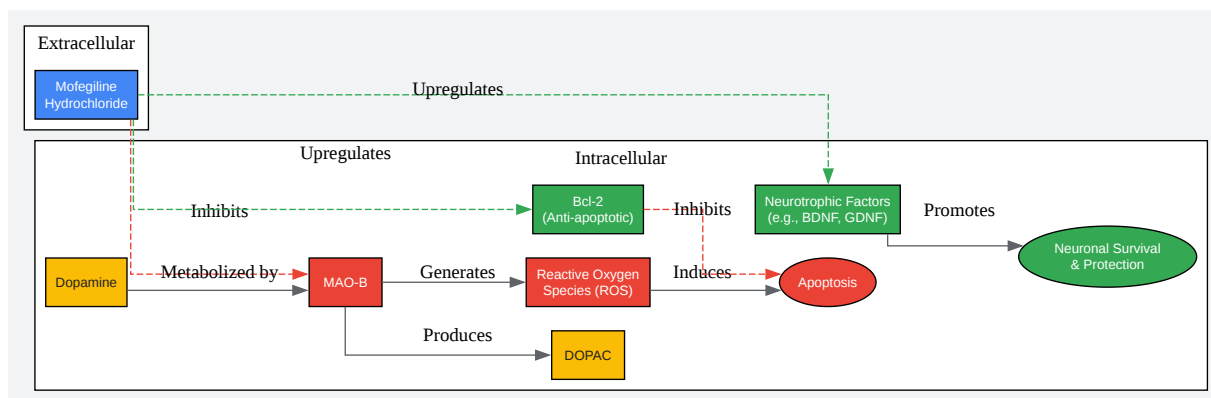 Extracellular
Mofegiline
Hydrochloride
Upregulates
Upregulates
Intracellular
Inhibits
Bcl-2
(Anti-apoptotic)
Inhibits
Neurotrophic Factors
(e.g., BDNF, GDNF)
Promotes
Neuronal Survival
& Protection
Dopamine
Metabolized by
MAO-B
Generates
Reactive Oxygen
Species (ROS)
Induces
Apoptosis
Produces
DOPAC